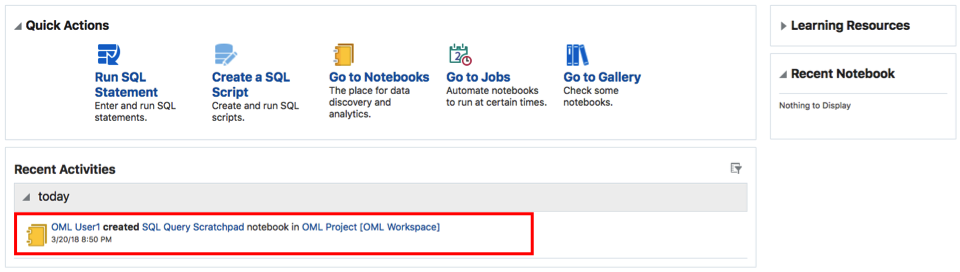 Quick Actions
Run SQL
Statement
Enter and run SQL
statements.
Create a SQL
Script
Create and run SQL
scripts.
Go to Notebooks
The place for data
discovery and
analytics.
Go to Jobs
Automate notebooks
to run at certain times.
Go to Gallery
Check some
notebooks.
Learning Resources
Recent Notebook
Nothing to Display
Recent Activities
today
OML User1 created SQL Query Scratchpad notebook in OML Project [OML Workspace]
3/20/18 8:50 PM